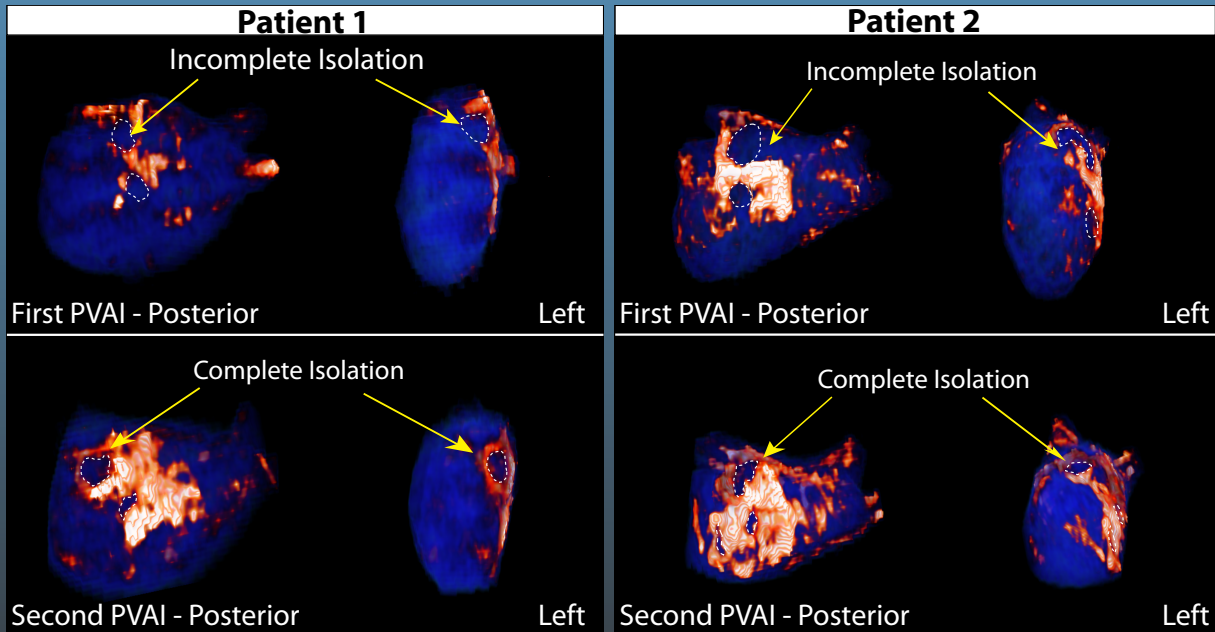 Patient 1
Incomplete Isolation
First PVAI - Posterior
Left
Complete Isolation
Second PVAI - Posterior
Left
Patient 2
Incomplete Isolation
First PVAI - Posterior
Left
Complete Isolation
Second PVAI - Posterior
Left